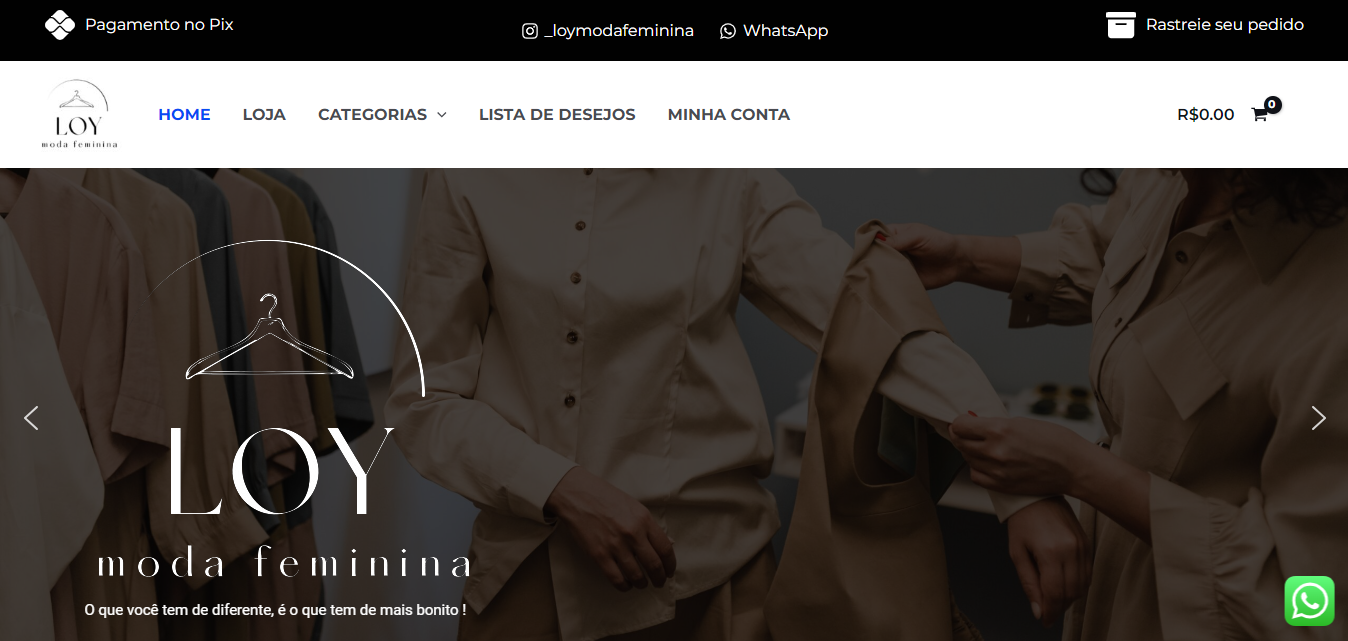 Pagamento no Pix
_loymodafeminina
WhatsApp
Rastreie seu pedido
LOY
moda feminina
HOME
LOJA
CATEGORIAS
LISTA DE DESEJOS
MINHA CONTA
R$0.00
0
LOY
moda feminina
O que você tem de diferente, é o que tem de mais bonito !